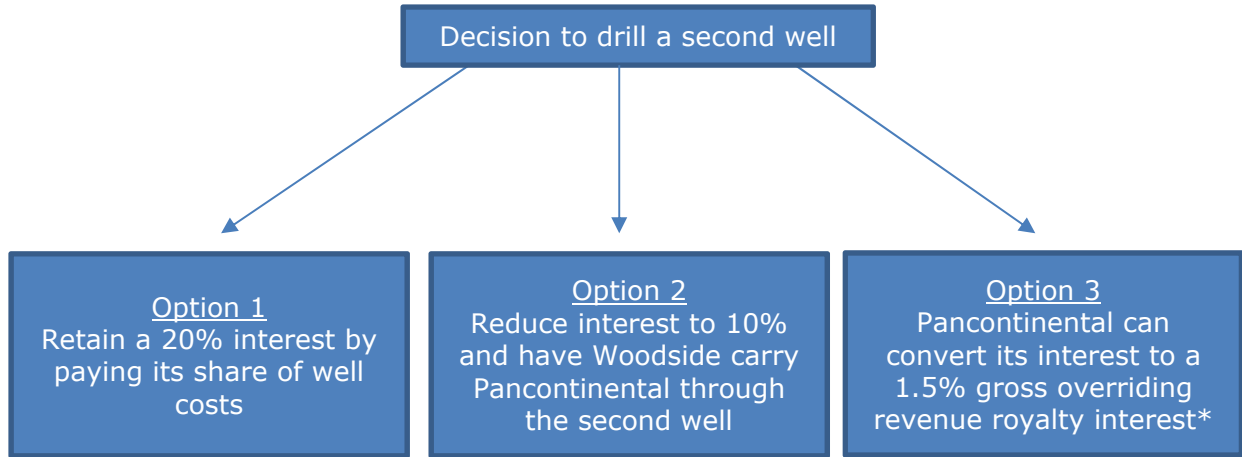 Decision to drill a second well
Option 1
Retain a 20% interest by
paying its share of well
costs
Option 2
Reduce interest to 10%
and have Woodside carry
Pancontinental through
the second well
Option 3
Pancontinental can
convert its interest to a
1.5% gross overriding
revenue royalty interest*